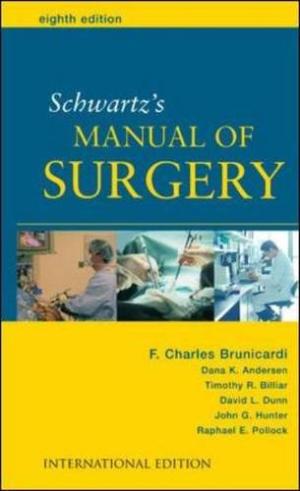 eighth edition
Schwartz's
MANUAL OF
SURGERY
F. Charles Brunicardi
Dana K. Andersen
Timothy R. Billiar
David L. Dunn
John G. Hunter
Raphael E. Pollock
INTERNATIONAL EDITION